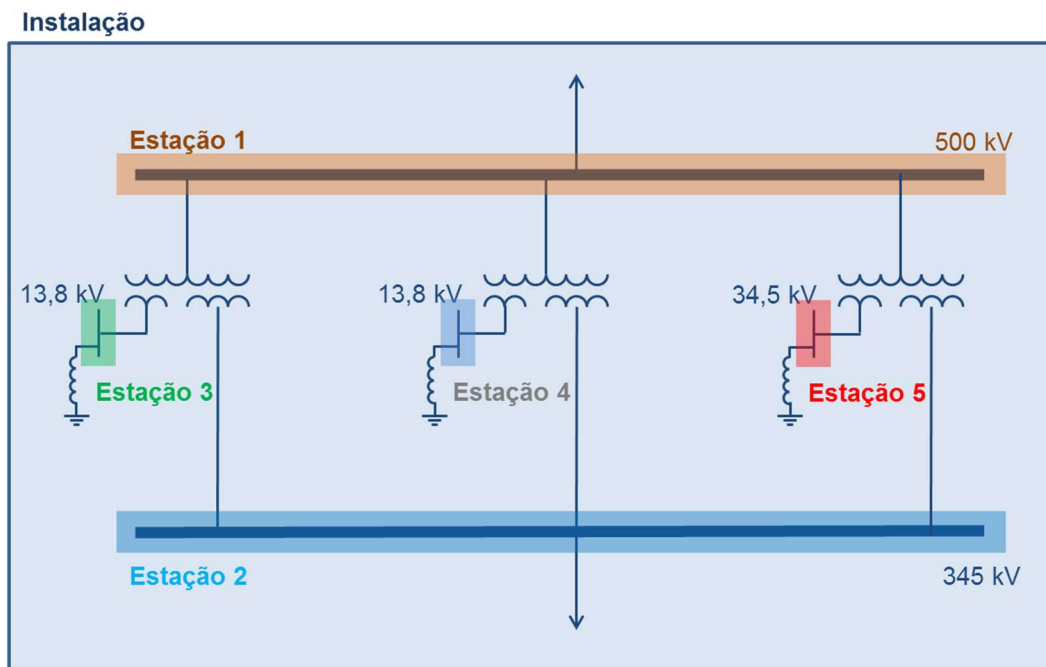 Instalação
Estação 1
500 kV
13,8 kV
13,8 kV
34,5 kV
Estação 3
Estação 4
Estação 5
Estação 2
345 kV